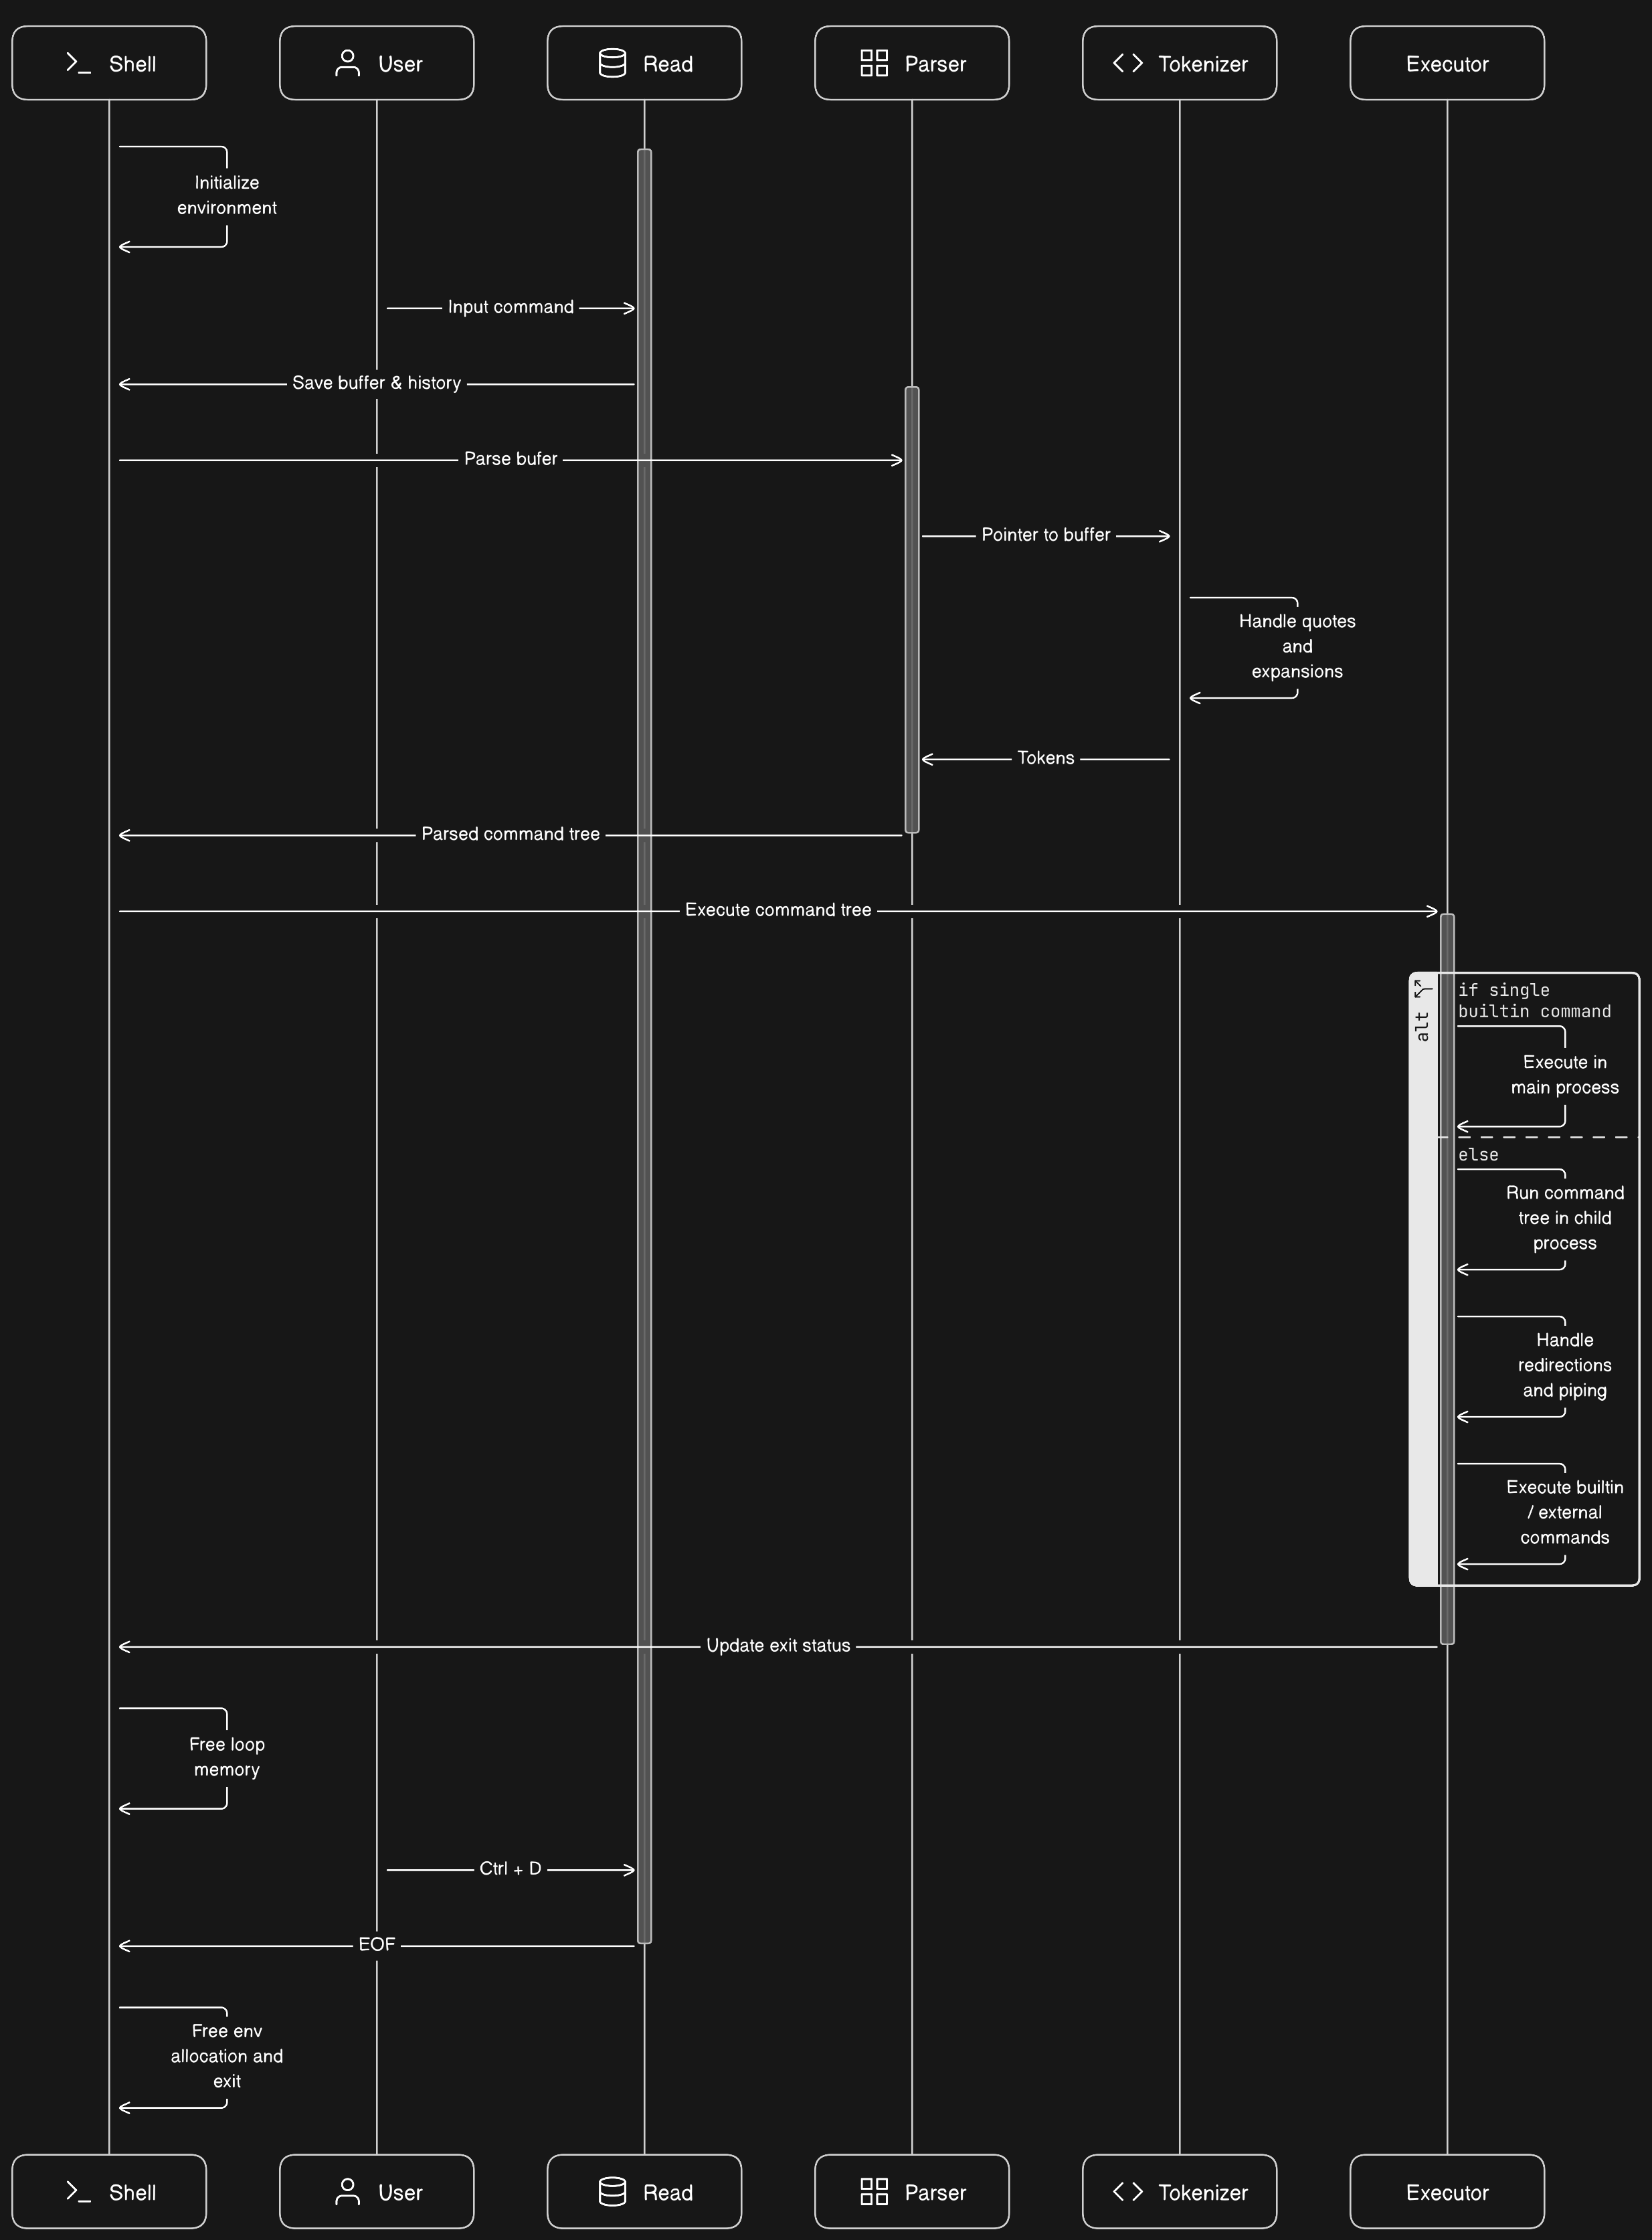 Shell
User
Read
Parser
Tokenizer
Executor
Initialize
environment
Input command
Save buffer & history
Parse bufer
Pointer to buffer
Handle quotes
and
expansions
Tokens
Parsed command tree
Execute command tree
alt
if single
builtin command
Execute in
main process
else
Run command
tree in child
process
Handle
redirections
and piping
Execute builtin
/ external
commands
Update exit status
Free loop
memory
Ctrl + D
EOF
Free env
allocation and
exit
Shell
User
Read
Parser
Tokenizer
Executor